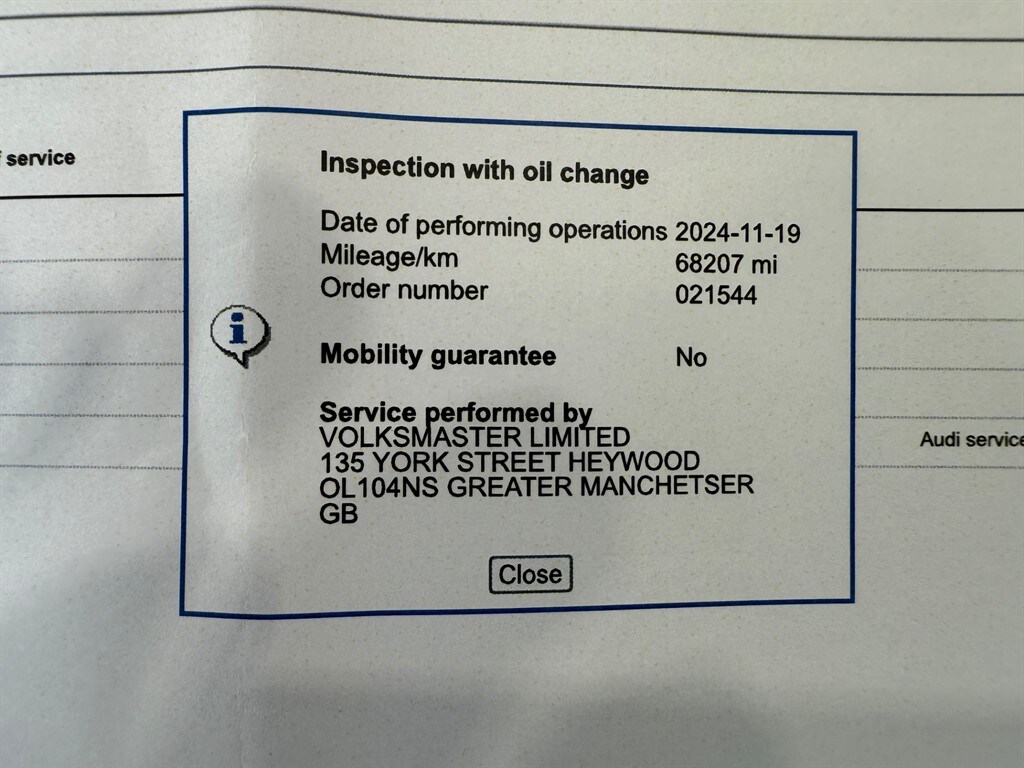 f service
Inspection with oil change
Date of performing operations 2024-11-19
Mileage/km 68207 mi
Order number 021544
i
Mobility guarantee No
Service performed by
VOLKSMASTER LIMITED
Audi service
135 YORK STREET HEYWOOD
OL104NS GREATER MANCHETSER
GB
Close